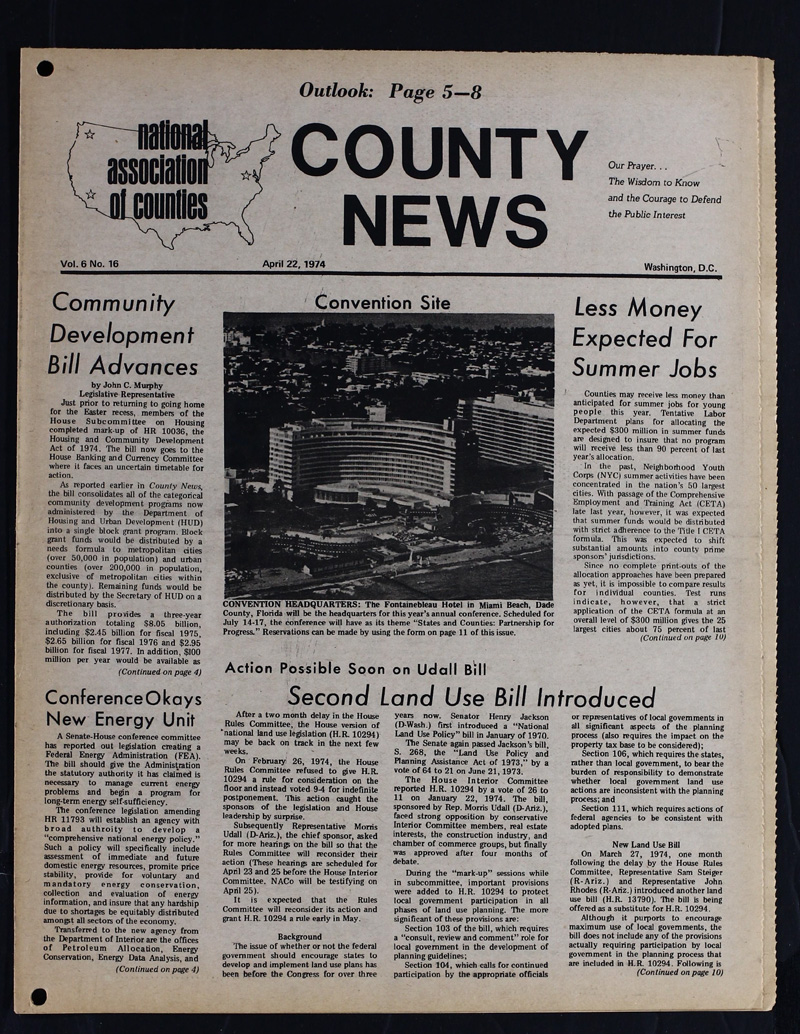 Outlook: Page 5—8
national
association
of counties
COUNTY
NEWS
Our Prayer. . .
The Wisdom to Know
and the Courage to Defend
the Public Interest
Vol. 6 No. 16
April 22, 1974
Washington, D.C.
Community
Development
Bill Advances
by John C. Murphy
Legislative Representative
Just prior to returning to going home
for the Easter recess, members of the
House Subcommittee on Housing
completed mark-up of HR 10036, the
Housing and Community Development
Act of 1974. The bill now goes to the
House Banking and Currency Committee
where it faces an uncertain timetable for
action.
As reported earlier in County News,
the bill consolidates all of the categorical
community development programs now
administered by the Department of
Housing and Urban Development (HUD)
into a single block grant program. Block
grant funds would be distributed by a
needs formula to metropolitan cities
(over 50,000 in population) and urban
counties (over 200,000 in population,
exclusive of metropolitan cities within
the county). Remaining funds would be
distributed by the Secretary of HUD on a
discretionary basis.
The bill provides a three-year
authorization totaling $8.05 billion,
including $2.45 billion for fiscal 1975,
$2.65 billion for fiscal 1976 and $2.95
billion for fiscal 1977. In addition, $800
million per year would be available as
(Continued on page 4)
Convention Site
CONVENTION HEADQUARTERS: The Fontainebleau Hotel in Miami Beach, Dade
County, Florida will be the headquarters for this year's annual conference. Scheduled for
July 14-17, the conference will have as its theme "States and Counties: Partnership for
Progress." Reservations can be made by using the form on page 11 of this issue.
Less Money
Expected For
Summer Jobs
Counties may receive less money than
anticipated for summer jobs for young
people this year. Tentative Labor
Department plans for allocating the
expected $300 million in summer funds
are designed to insure that no program
will receive less than 90 percent of last
year's allocation.
In the past, Neighborhood Youth
Corps (NYC) summer activities have been
concentrated in the nation's 50 largest
cities. With passage of the Comprehensive
Employment and Training Act (CETA)
late last year, however, it was expected
that summer funds would be distributed
with strict adherence to the Title I CETA
formula. This was expected to shift
substantial amounts into county prime
sponsors' jurisdictions.
Since no complete print-outs of the
allocation approaches have been prepared
as yet, it is impossible to compare results
for individual counties. Test runs
indicate, however, that a strict
application of the CETA formula at an
overall level of $300 million gives the 25
largest cities about 75 percent of last
(Continued on page 10)
Conference Okays
New Energy Unit
A Senate-House conference committee
has reported out legislation creating a
Federal Energy Administration (FEA).
The bill should give the Administration
the statutory authority it has claimed is
necessary to manage current energy
problems and begin a program for
long-term energy self-sufficiency.
The conference legislation amending
HR 11793 will establish an agency with
broad authroity to develop a
"comprehensive national energy policy."
Such a policy will specifically include
assessment of immediate and future
domestic energy resources, promite price
stability, provide for voluntary and
mandatory energy conservation,
collection and evaluation of energy
information, and insure that any hardship
due to shortages be equitably distributed
amongst all sectors of the economy.
Transferred to the new agency from
the Department of Interior are the offices
of Petroleum Allocation, Energy
Conservation, Energy Data Analysis, and
(Continued on page 4)
Action Possible Soon on Udall Bill
Second Land Use Bill Introduced
After a two month delay in the House
Rules Committee, the House version of
national land use legislation (H.R. 10294)
may be back on track in the next few
weeks.
On February 26, 1974, the House
Rules Committee refused to give H.R.
10294 a rule for consideration on the
floor and instead voted 9-4 for indefinite
postponement. This action caught the
sponsors of the legislation and House
leadership by surprise.
Subsequently Representative Morris
Udall (D-Ariz.), the chief sponsor, asked
for more hearings on the bill so that the
Rules Committee will reconsider their
action (These hearings are scheduled for
April 23 and 25 before the House Interior
Committee, NACo will be testifying on
April 25).
It is expected that the Rules
Committee will reconsider its action and
grant H.R. 10294 a rule early in May.
Background
The issue of whether or not the federal
government should encourage states to
develop and implement land use plans has
been before the Congress for over three
years now. Senator Henry Jackson
(D-Wash.) first introduced a "National
Land Use Policy" bill in January of 1970.
The Senate again passed Jackson's bill,
S. 268, the "Land Use Policy and
Planning Assistance Act of 1973," by a
vote of 64 to 21 on June 21, 1973.
The House Interior Committee
reported H.R. 10294 by a vote of 26 to
11 on January 22, 1974. The bill,
sponsored by Rep. Morris Udall (D-Ariz.),
faced strong opposition by conservative
Interior Committee members, real estate
interests, the construction industry, and
chamber of commerce groups, but finally
was approved after four months of
debate.
During the "mark-up" sessions while
in subcommittee, important provisions
were added to H.R. 10294 to protect
local government participation in all
phases of land use planning. The more
significant of these provisions are:
Section 103 of the bill, which requires
a "consult, review and comment" role for
local government in the development of
planning guidelines;
Section 104, which calls for continued
participation by the appropriate officials
or representatives of local governments in
all significant aspects of the planning
process (also requires the impact on the
property tax base to be considered);
Section 106, which requires the states,
rather than local government, to bear the
burden of responsibility to demonstrate
whether local government land use
actions are inconsistent with the planning
process; and
Section 111, which requires actions of
federal agencies to be consistent with
adopted plans.
New Land Use Bill
On March 27, 1974, one month
following the delay by the House Rules
Committee, Representative Sam Steiger
(R-Ariz.) and Representative John
Rhodes (R-Ariz.) introduced another land
use bill (H.R. 13790). The bill is being
offered as a substitute for H.R. 10294.
Although it purports to encourage
maximum use of local governments, the
bill does not include any of the provisions
actually requiring participation by local
government in the planning process that
are included in H.R. 10294. Following is
(Continued on page 10)